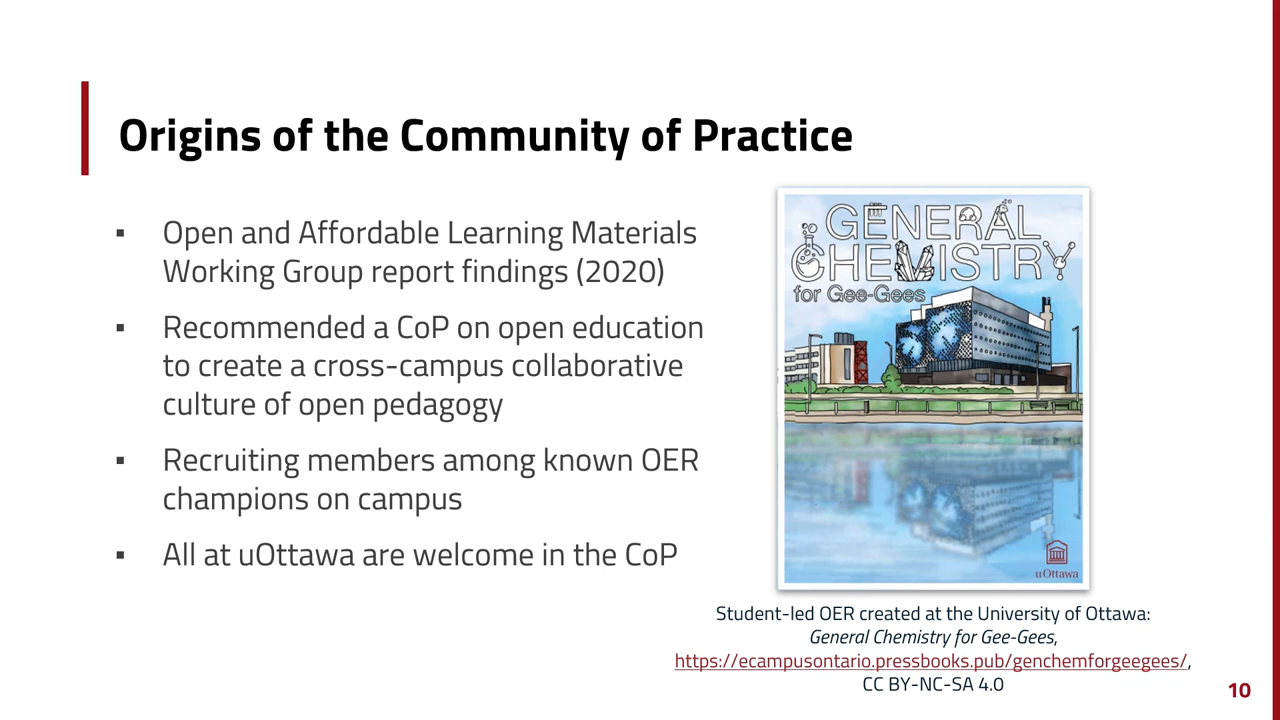 Origins of the Community of Practice
▪ Open and Affordable Learning Materials
Working Group report findings (2020)
▪ Recommended a CoP on open education
to create a cross-campus collaborative
culture of open pedagogy
▪ Recruiting members among known OER
champions on campus
▪ All at uOttawa are welcome in the CoP
GENERAL
CHEMISTRY
for Gee-Gees
uOttawa
Student-led OER created at the University of Ottawa:
General Chemistry for Gee-Gees,
https://ecampusontario.pressbooks.pub/genchemforgeegees/,
CC BY-NC-SA 4.0
10